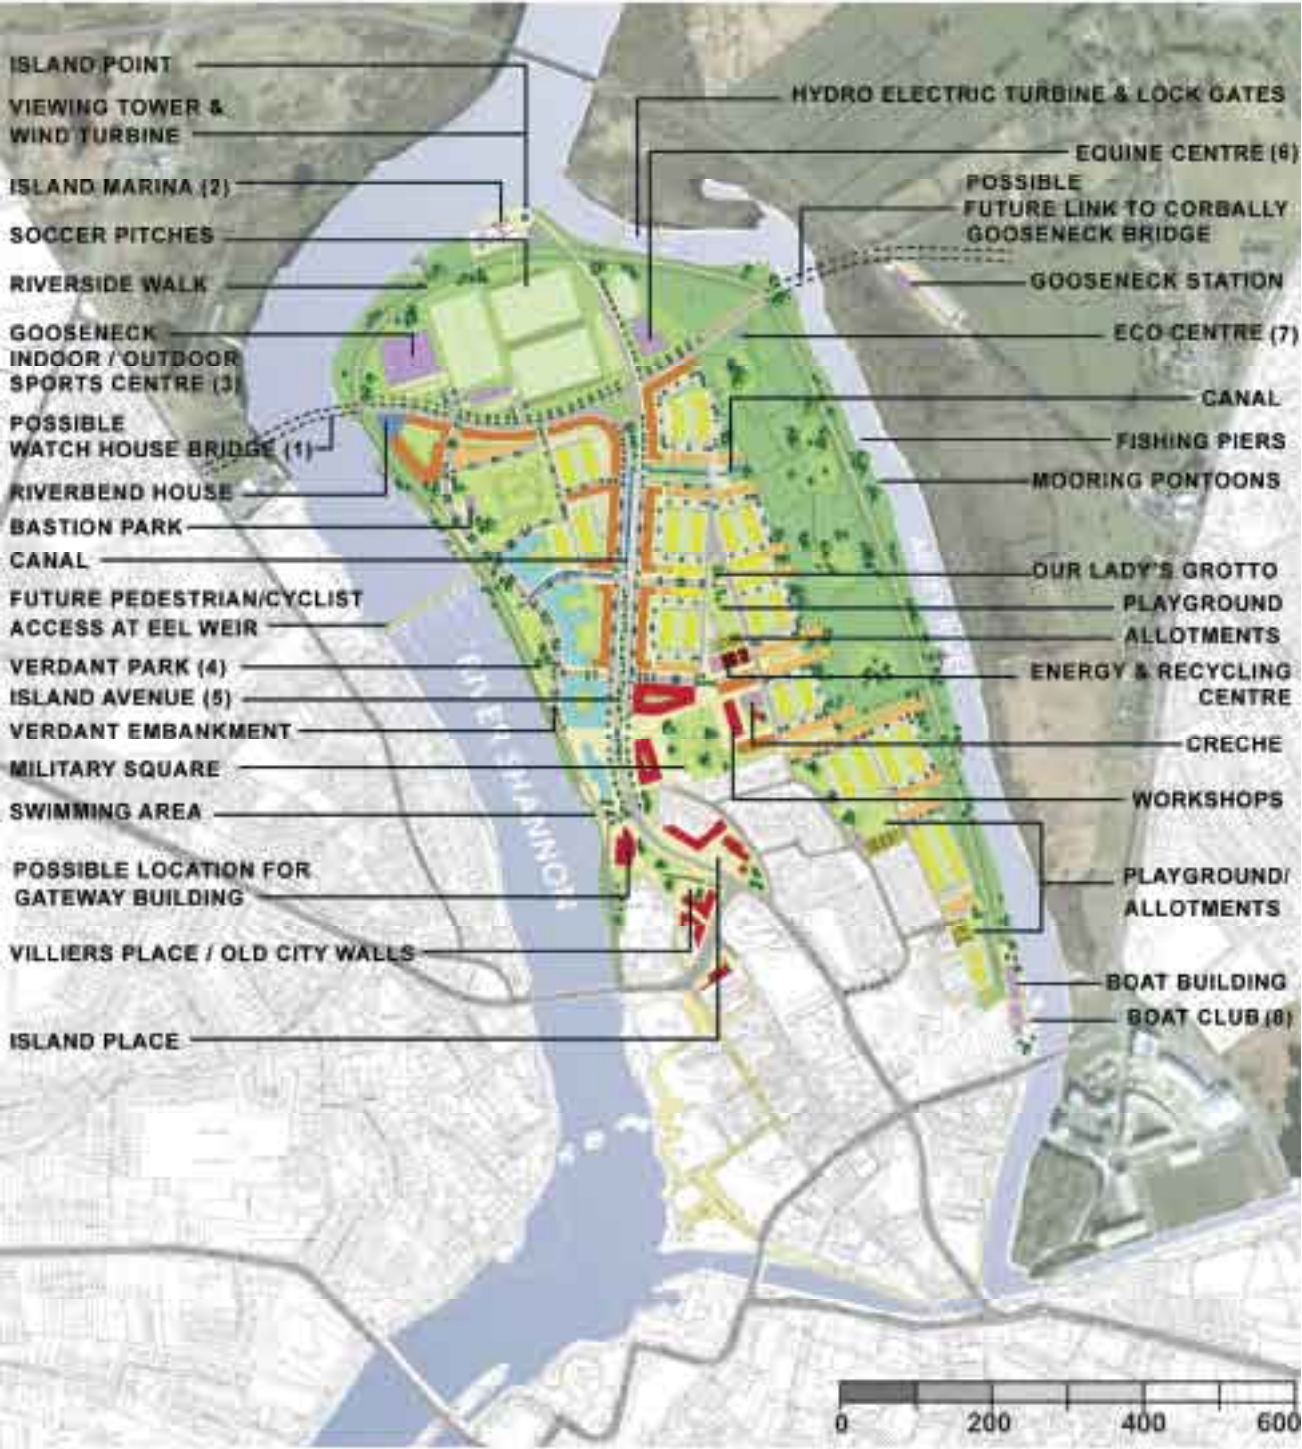 ISLAND POINT
VIEWING TOWER &
WIND TURBINE
ISLAND MARINA (2)
SOCCER PITCHES
RIVERSIDE WALK
GOOSENECK
INDOOR / OUTDOOR
SPORTS CENTRE (3)
POSSIBLE
WATCH HOUSE BRIDGE (1)
RIVERBEND HOUSE
BASTION PARK
CANAL
FUTURE PEDESTRIAN/CYCLIST
ACCESS AT EEL WEIR
VERDANT PARK (4)
ISLAND AVENUE (5)
VERDANT EMBANKMENT
MILITARY SQUARE
SWIMMING AREA
POSSIBLE LOCATION FOR
GATEWAY BUILDING
VILLIERS PLACE / OLD CITY WALLS
ISLAND PLACE
RIVER SHANNON
HYDRO ELECTRIC TURBINE & LOCK GATES
EQUINE CENTRE (6)
POSSIBLE
FUTURE LINK TO CORBALLY
GOOSENECK BRIDGE
GOOSENECK STATION
ECO CENTRE (7)
CANAL
FISHING PIERS
MOORING PONTOONS
OUR LADY'S GROTTO
PLAYGROUND
ALLOTMENTS
ENERGY & RECYCLING
CENTRE
CRECHE
WORKSHOPS
PLAYGROUND/
ALLOTMENTS
BOAT BUILDING
BOAT CLUB (8)
0 200 400 600